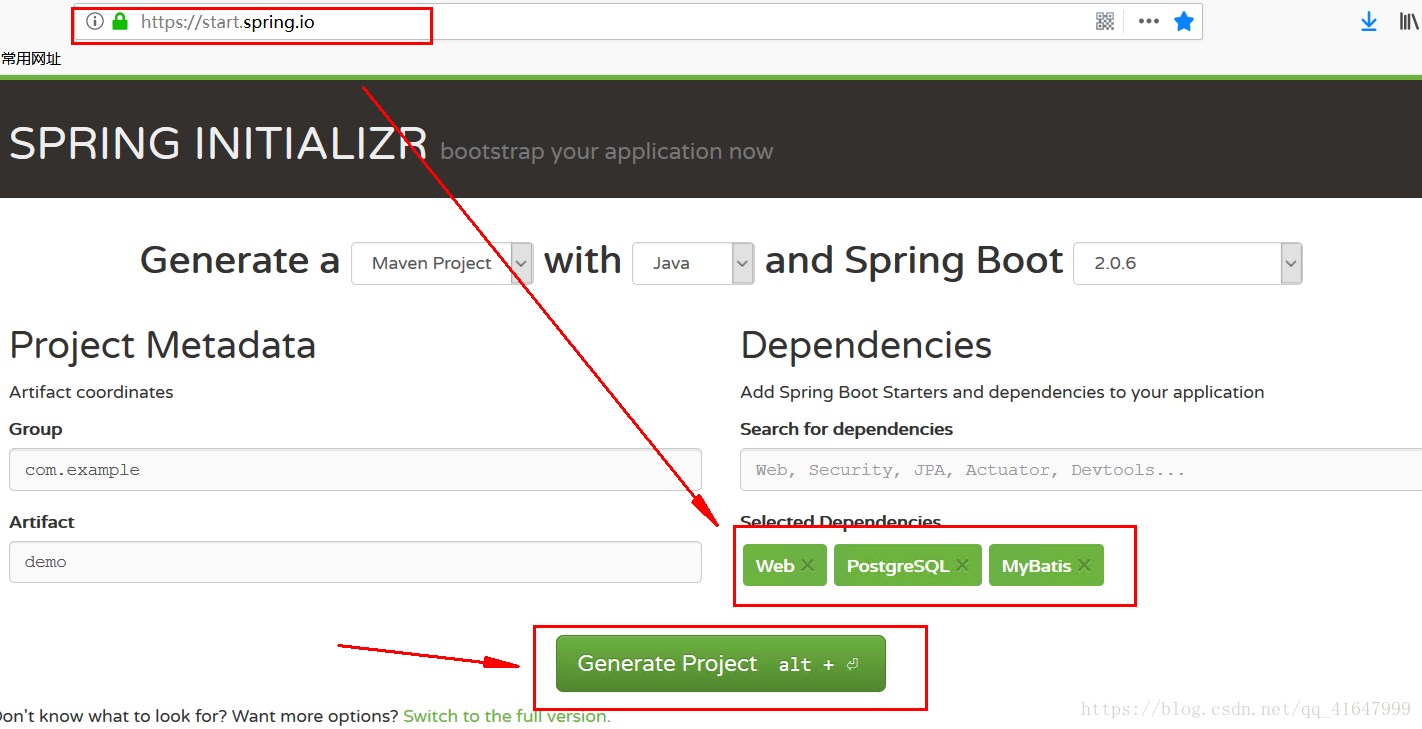 https://start.spring.io
常用网址
SPRING INITIALIZR bootstrap your application now
Generate a Maven Project with Java and Spring Boot 2.0.6
Project Metadata
Artifact coordinates
Group
com.example
Artifact
demo
Dependencies
Add Spring Boot Starters and dependencies to your application
Search for dependencies
Web, Security, JPA, Actuator, Devtools...
Selected Dependencies
Web PostgreSQL MyBatis
Generate Project alt + ⏎
Don't know what to look for? Want more options? Switch to the full version.
https://blog.csdn.net/qq_41647999